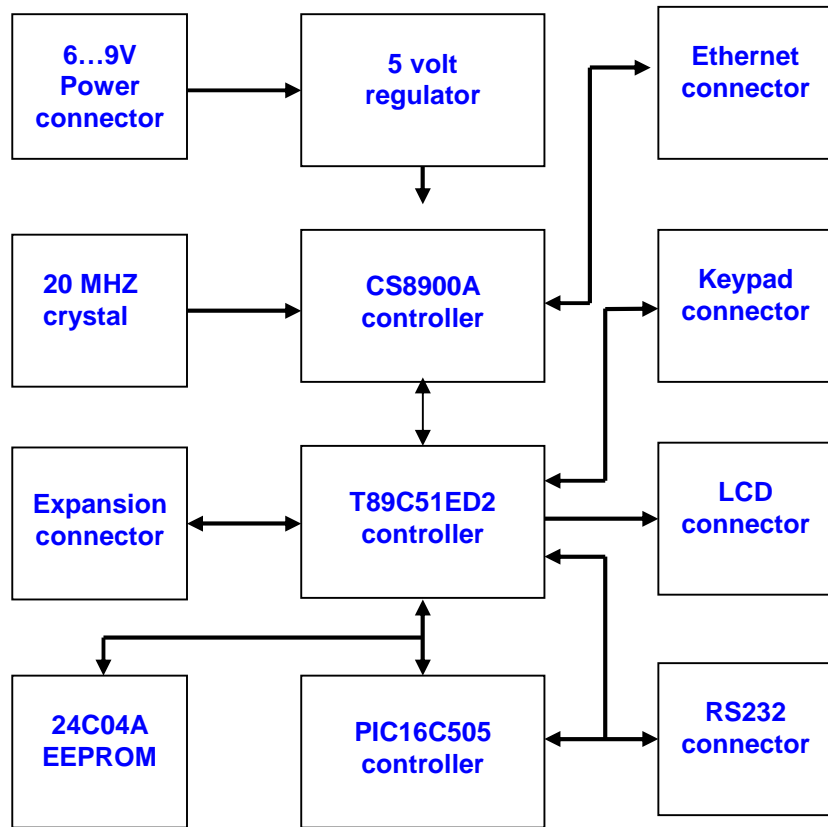 6…9V
Power
connector
5 volt
regulator
Ethernet
connector
20 MHZ
crystal
CS8900A
controller
Keypad
connector
Expansion
connector
T89C51ED2
controller
LCD
connector
24C04A
EEPROM
PIC16C505
controller
RS232
connector